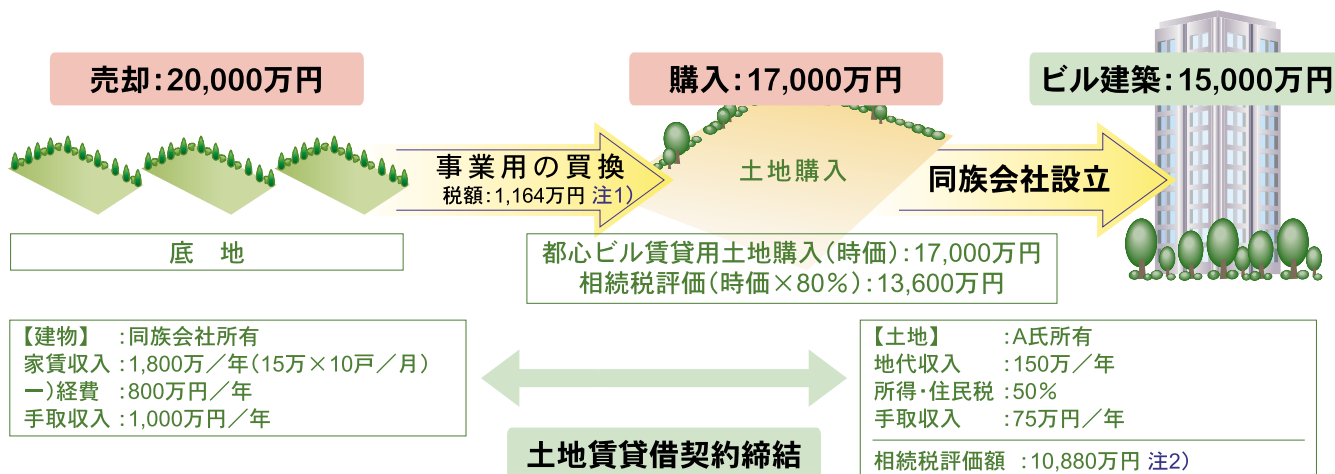 売却：20,000万円
購入：17,000万円
ビル建築：15,000万円
事業用の買換
税額：1,164万円 注1）
土地購入
同族会社設立
底　地
都心ビル賃貸用土地購入（時価）：17,000万円
相続税評価（時価×80％）：13,600万円
【建物】　：同族会社所有
家賃収入：1,800万／年（15万×10戸／月）
ー）経費　：800万円／年
手取収入：1,000万円／年
土地賃貸借契約締結
【土地】　　　：A氏所有
地代収入　　：150万／年
所得・住民税：50％
手取収入　　：75万円／年
相続税評価額　：10,880万円 注2）